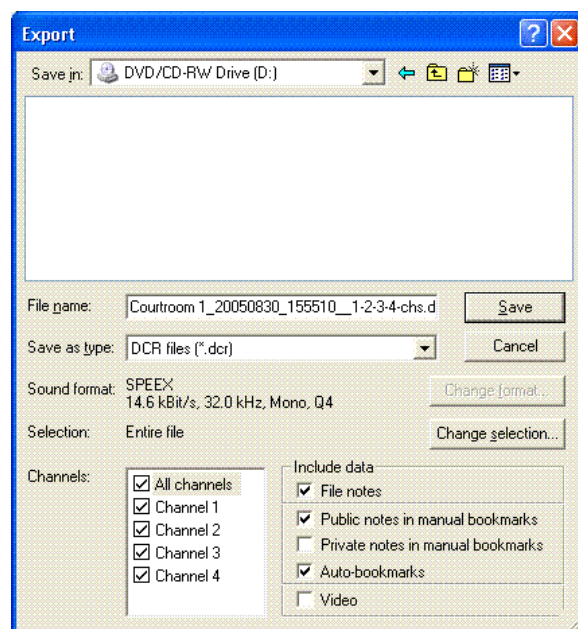 Export
Save in: DVD/CD-RW Drive (D:)
File name: Courtroom 1_20050830_155510__1-2-3-4-chs.d
Save
Save as type: DCR files (*.dcr)
Cancel
Sound format: SPEEX
14.6 kBit/s, 32.0 kHz, Mono, Q4
Change format...
Selection: Entire file
Change selection...
Channels:
All channels
Channel 1
Channel 2
Channel 3
Channel 4
Include data
File notes
Public notes in manual bookmarks
Private notes in manual bookmarks
Auto-bookmarks
Video